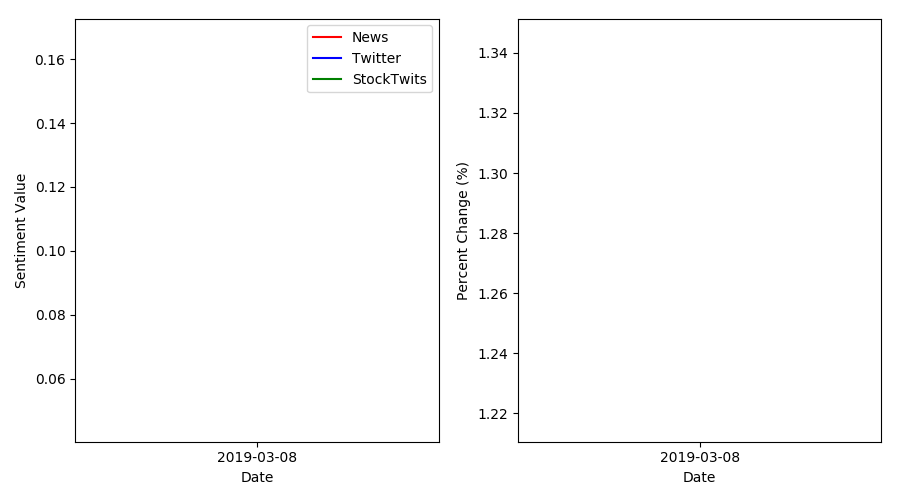 News
Twitter
StockTwits
0.16
0.14
0.12
0.10
0.08
0.06
Sentiment Value
2019-03-08
Date
1.34
1.32
1.30
1.28
1.26
1.24
1.22
Percent Change (%)
2019-03-08
Date